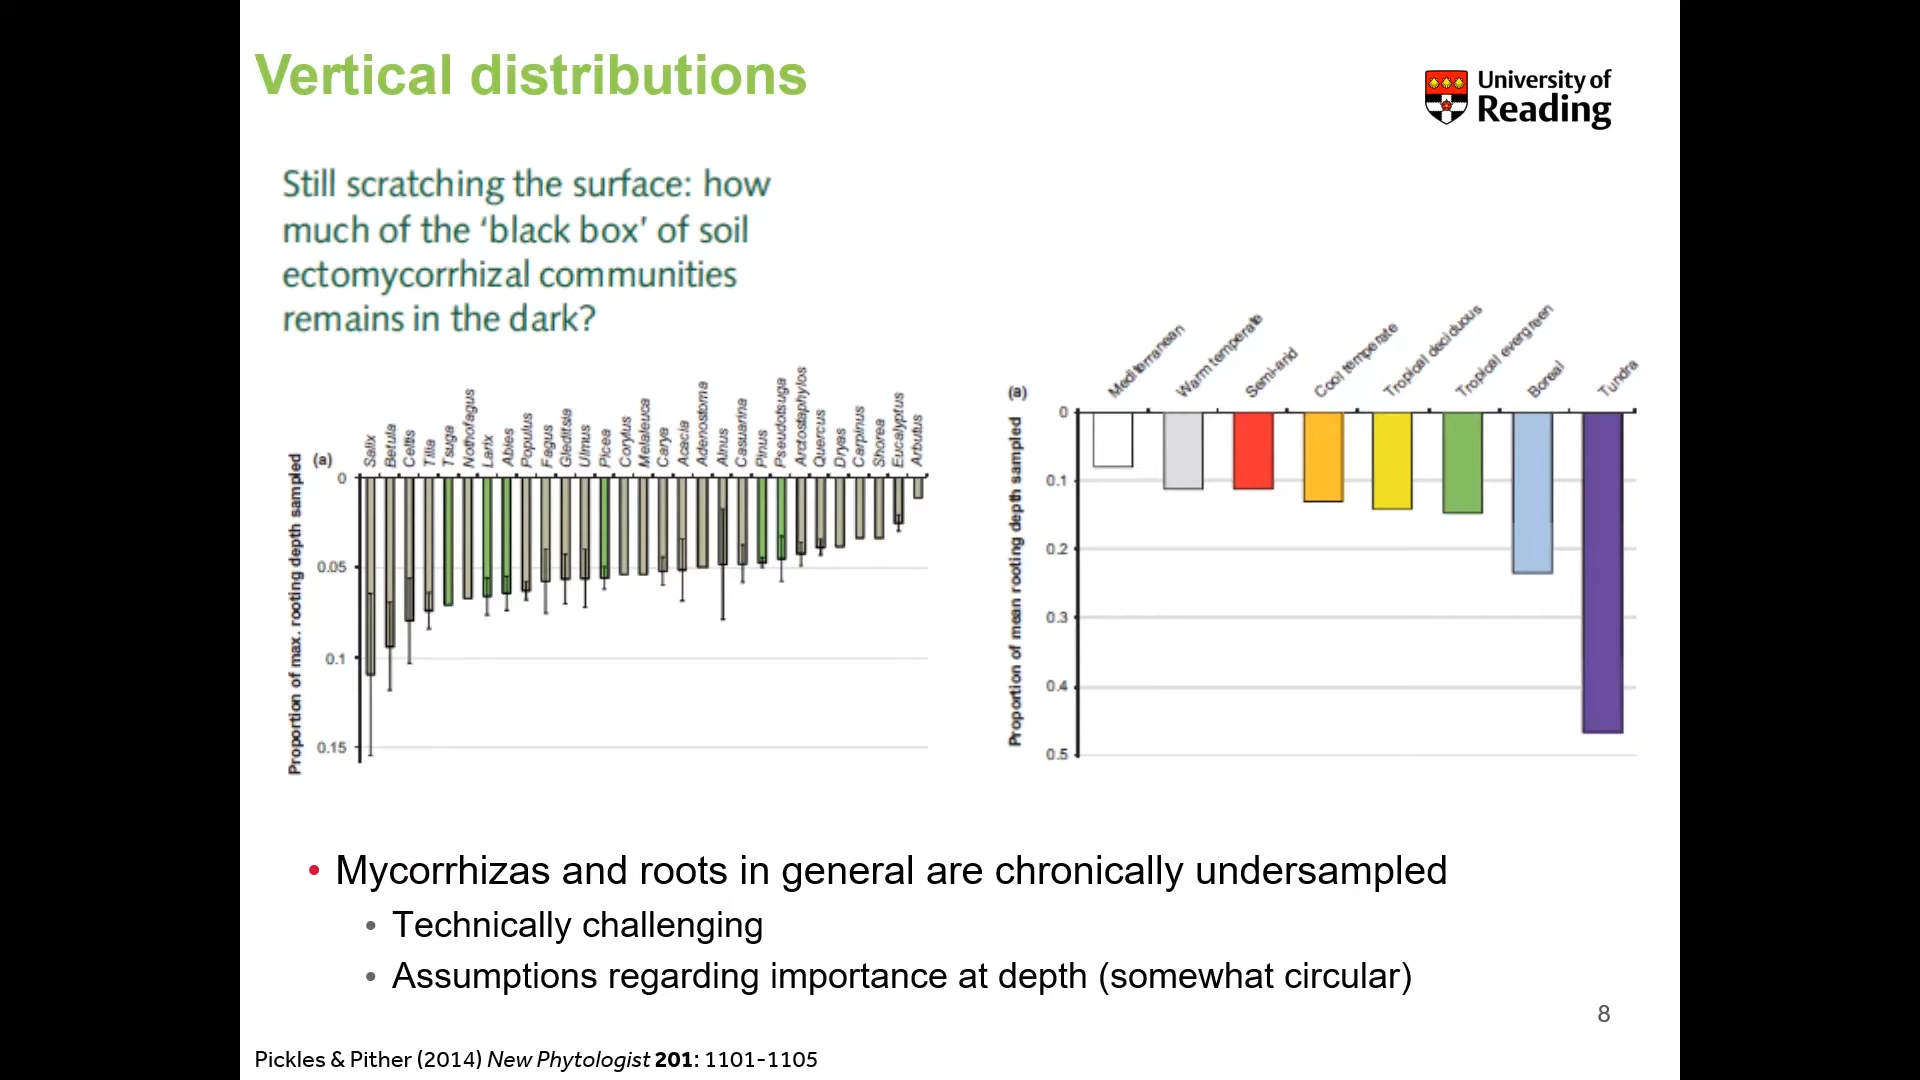 Vertical distributions
University of
Reading
Still scratching the surface: how
much of the ‘black box’ of soil
ectomycorrhizal communities
remains in the dark?
(a)
Proportion of max. rooting depth sampled
Salix
Betula
Celtis
Tilia
Tsuga
Nothofagus
Larix
Abies
Populus
Fagus
Gleditsia
Ulmus
Picea
Corylus
Melaleuca
Carya
Acacia
Adenostoma
Alnus
Casuarina
Pinus
Pseudotsuga
Arctostaphylos
Quercus
Dryas
Carpinus
Shorea
Eucalyptus
Arbutus
0
0.05
0.1
0.15
(a)
Proportion of mean rooting depth sampled
Mediterranean
Warm temperate
Semi-arid
Cool temperate
Tropical deciduous
Tropical evergreen
Boreal
Tundra
0
0.1
0.2
0.3
0.4
0.5
• Mycorrhizas and roots in general are chronically undersampled
• Technically challenging
• Assumptions regarding importance at depth (somewhat circular)
8
Pickles & Pither (2014) New Phytologist 201: 1101-1105